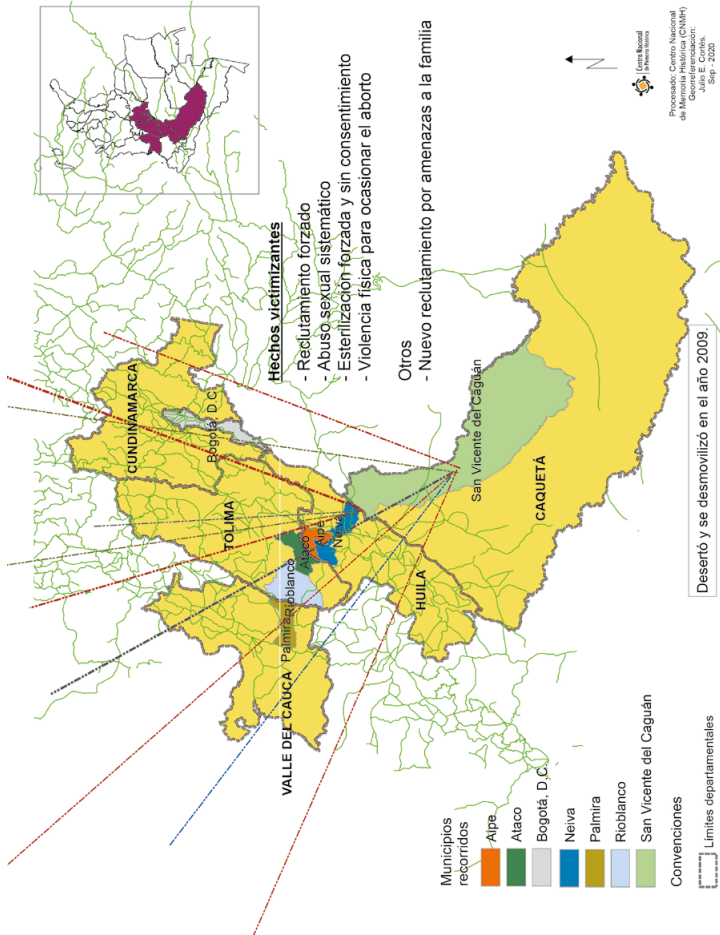 Centro Nacional
de Memoria Histórica
Procesado: Centro Nacional
de Memoria Histórica (CNMH)
Georreferenciación:
Julio E. Cortés.
Sep - 2020
Hechos victimizantes
- Reclutamiento forzado
- Abuso sexual sistemático
- Esterilización forzada y sin consentimiento
- Violencia física para ocasionar el aborto
Otros
- Nuevo reclutamiento por amenazas a la familia
CUNDINAMARCA
Bogotá, D.C.
TOLIMA
Ataco
Aipe
Neiva
Rioblanco
Palmira
VALLE DEL CAUCA
HUILA
San Vicente del Caguán
CAQUETÁ
Desertó y se desmovilizó en el año 2009.
Municipios
recorridos
Aipe
Ataco
Bogotá, D.C.
Neiva
Palmira
Rioblanco
San Vicente del Caguán
Convenciones
Límites departamentales